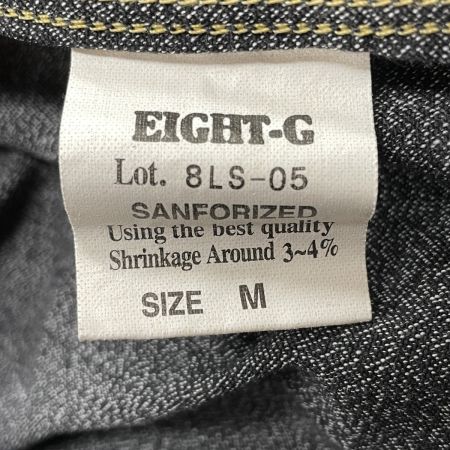 EIGHT-G
Lot. 8LS-05
SANFORIZED
Using the best quality
Shrinkage Around 3~4%
SIZE M